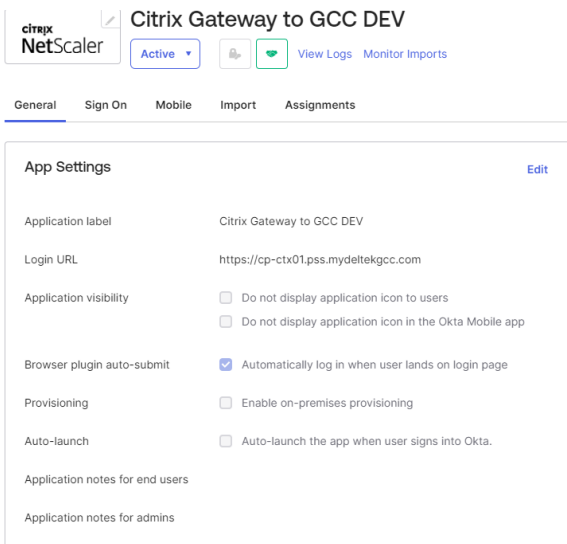 citrix
NetScaler
Citrix Gateway to GCC DEV
Active
View Logs
Monitor Imports
General
Sign On
Mobile
Import
Assignments
App Settings
Edit
Application label
Citrix Gateway to GCC DEV
Login URL
https://cp-ctx01.pss.mydeltekgcc.com
Application visibility
Do not display application icon to users
Do not display application icon in the Okta Mobile app
Browser plugin auto-submit
Automatically log in when user lands on login page
Provisioning
Enable on-premises provisioning
Auto-launch
Auto-launch the app when user signs into Okta.
Application notes for end users
Application notes for admins